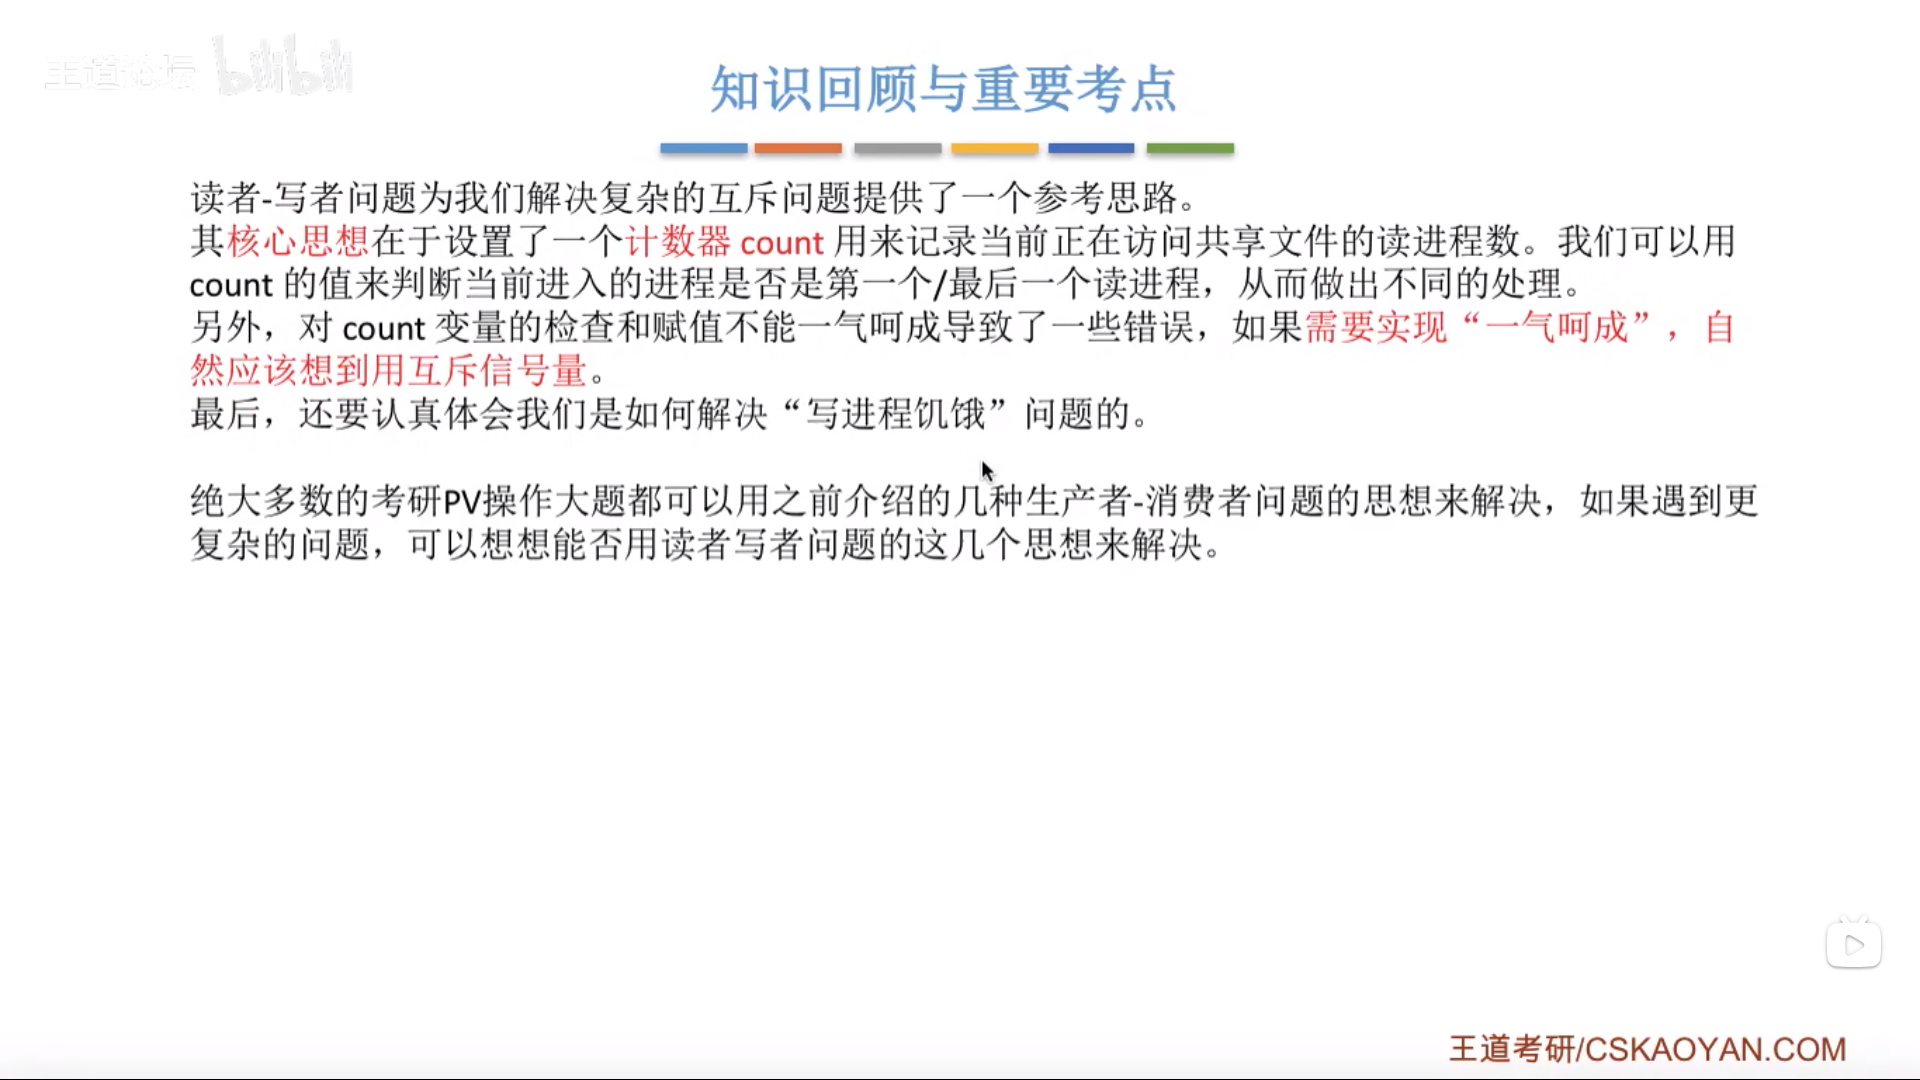 王道论坛 bilibili
知识回顾与重要考点
读者-写者问题为我们解决复杂的互斥问题提供了一个参考思路。
其核心思想在于设置了一个计数器 count 用来记录当前正在访问共享文件的读进程数。我们可以用
count 的值来判断当前进入的进程是否是第一个/最后一个读进程，从而做出不同的处理。
另外，对 count 变量的检查和赋值不能一气呵成导致了一些错误，如果需要实现“一气呵成”，自
然应该想到用互斥信号量。
最后，还要认真体会我们是如何解决“写进程饥饿”问题的。
绝大多数的考研PV操作大题都可以用之前介绍的几种生产者-消费者问题的思想来解决，如果遇到更
复杂的问题，可以想想能否用读者写者问题的这几个思想来解决。
王道考研/CSKAOYAN.COM